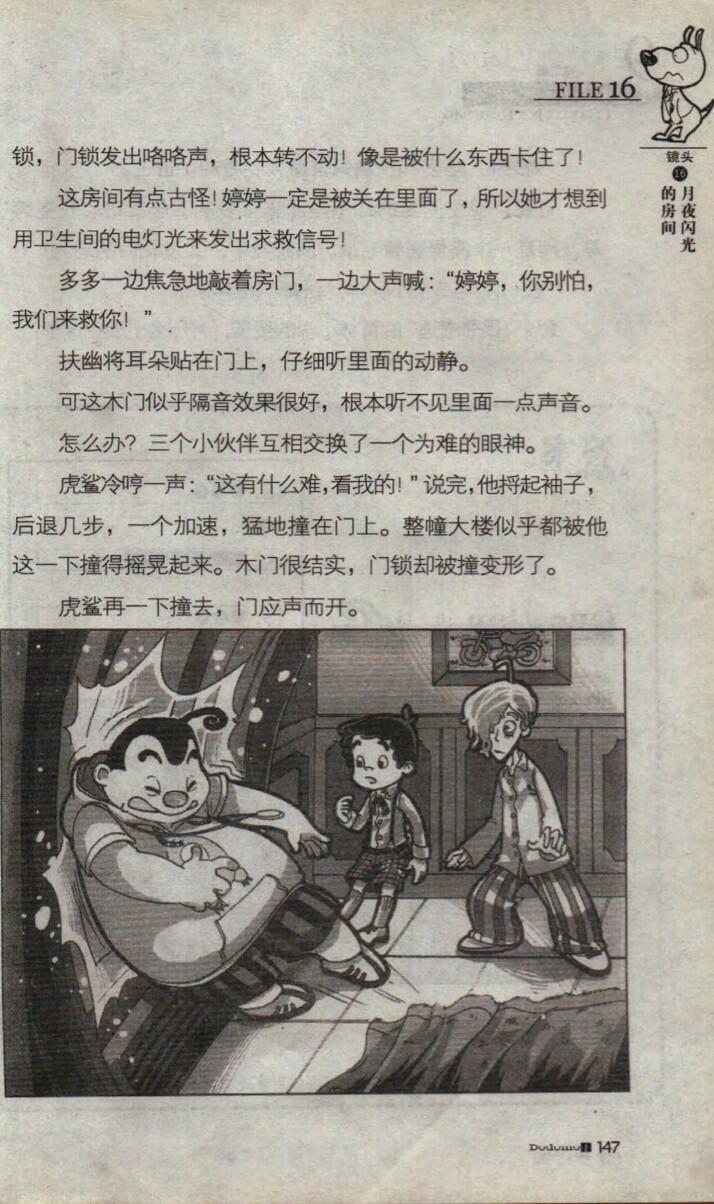 FILE 16
镜头
16
月夜闪光
的房间
锁，门锁发出咯咯声，根本转不动！像是被什么东西卡住了！
这房间有点古怪！婷婷一定是被关在里面了，所以她才想到
用卫生间的电灯光来发出求救信号！
多多一边焦急地敲着房门，一边大声喊：“婷婷，你别怕，
我们来救你！”
扶幽将耳朵贴在门上，仔细听里面的动静。
可这木门似乎隔音效果很好，根本听不见里面一点声音。
怎么办？三个小伙伴互相交换了一个为难的眼神。
虎鲨冷哼一声：“这有什么难，看我的！”说完，他捋起袖子，
后退几步，一个加速，猛地撞在门上。整幢大楼似乎都被他
这一下撞得摇晃起来。木门很结实，门锁却被撞变形了。
虎鲨再一下撞去，门应声而开。
Dodomo 1 147